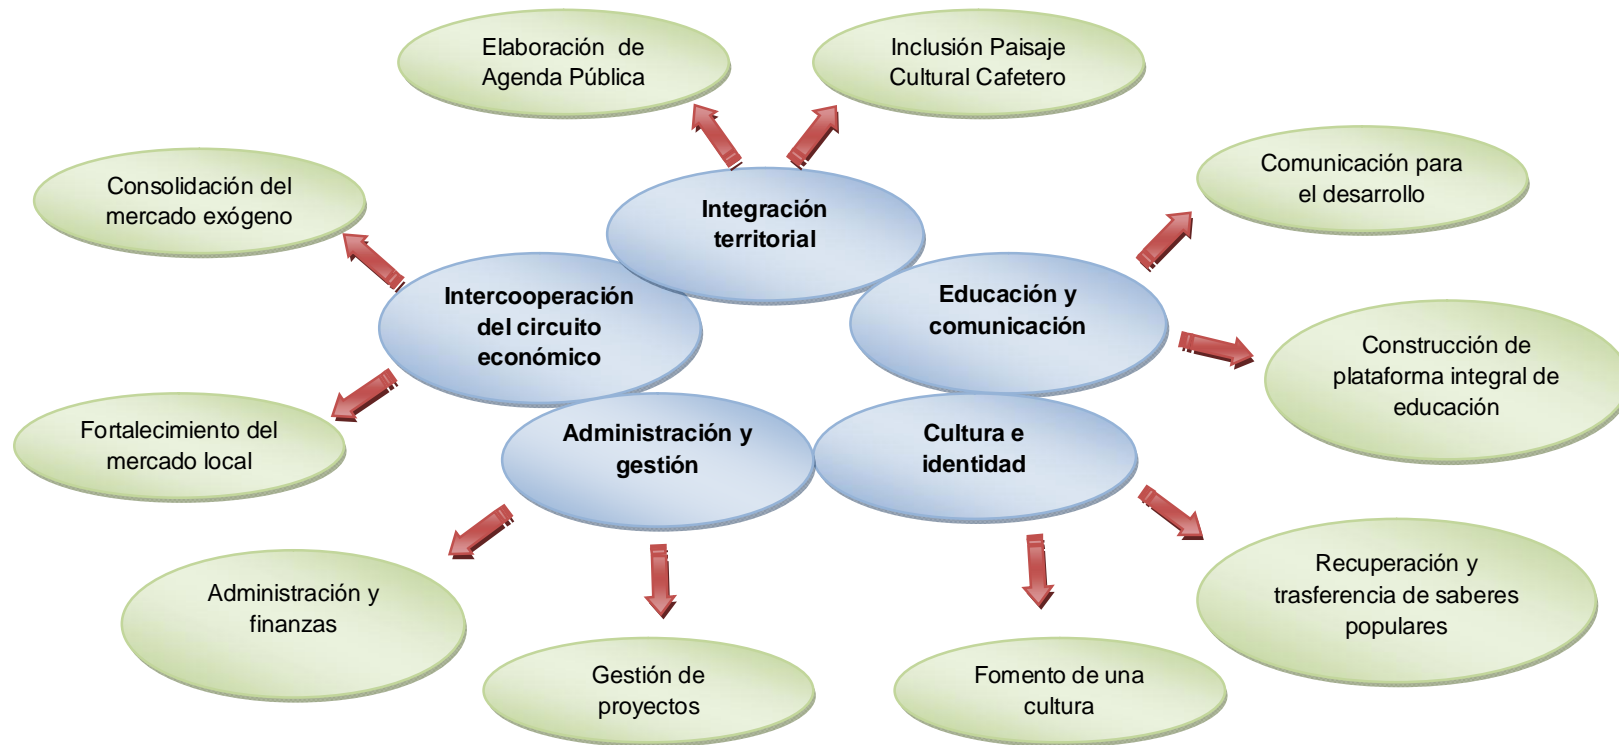 Elaboración de
Agenda Pública
Inclusión Paisaje
Cultural Cafetero
Consolidación del
mercado exógeno
Integración
territorial
Comunicación para
el desarrollo
Intercooperación
del circuito
económico
Educación y
comunicación
Construcción de
plataforma integral de
educación
Fortalecimiento del
mercado local
Administración y
gestión
Cultura e
identidad
Administración y
finanzas
Recuperación y
trasferencia de saberes
populares
Gestión de
proyectos
Fomento de una
cultura